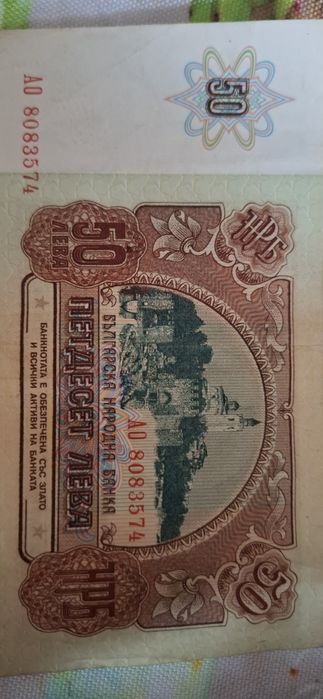 АО 8083574
50
50
ЛЕВА
НРБ
БЪЛГАРСКА НАРОДНА БАНКА
АО 8083574
ПЕТДЕСЕТ ЛЕВА
БАНКНОТАТА Е ОБЕЗПЕЧЕНА СЪС ЗЛАТО
И ВСИЧКИ АКТИВИ НА БАНКАТА
НРБ
50